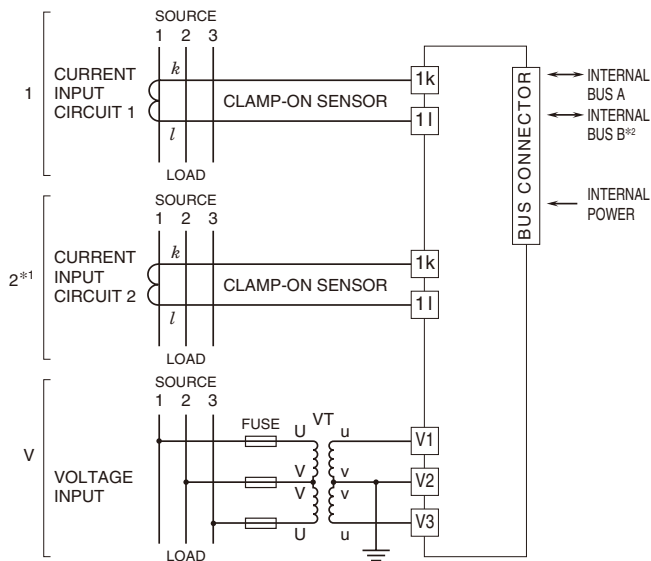 SOURCE
1 2 3
1
CURRENT
INPUT
CIRCUIT 1
k
l
CLAMP-ON SENSOR
1k
1l
LOAD
SOURCE
1 2 3
2*1
CURRENT
INPUT
CIRCUIT 2
k
l
CLAMP-ON SENSOR
1k
1l
LOAD
SOURCE
1 2 3
V
VOLTAGE
INPUT
FUSE
VT
U u
V v
V v
U u
V1
V2
V3
LOAD
BUS CONNECTOR
INTERNAL
BUS A
INTERNAL
BUS B*2
INTERNAL
POWER